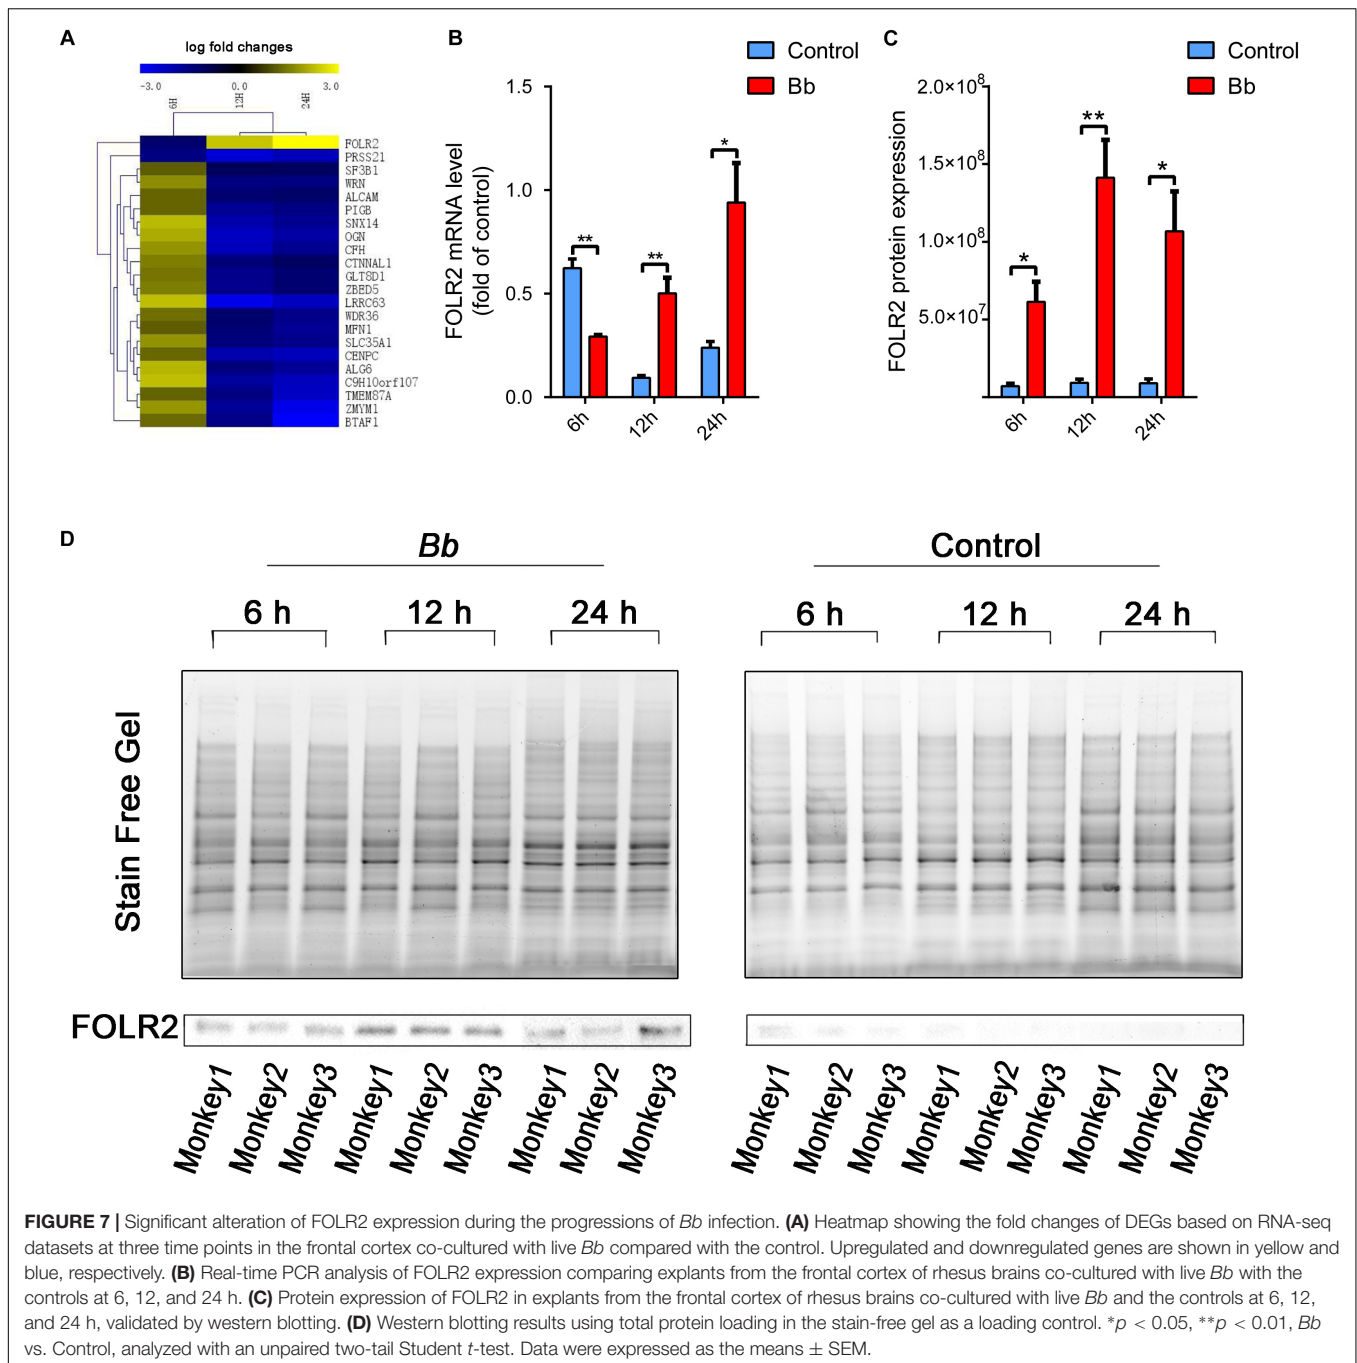 A
log fold changes
-3.0 0.0 3.0
6H 12H 24H
FOLR2
PRSS21
SF3B1
WRN
ALCAM
PIGB
SNX14
OGN
CFH
CTNNAL1
GLT8D1
ZBED5
LRRC63
WDR36
MFN1
SLC35A1
CENPC
ALG6
C9H10orf107
TMEM87A
ZMYM1
BTAF1
B
Control
Bb
FOLR2 mRNA level
(fold of control)
1.5
1.0
0.5
0.0
** ** *
6h 12h 24h
C
Control
Bb
FOLR2 protein expression
2.0×10⁸
1.5×10⁸
1.0×10⁸
5.0×10⁷
* ** *
6h 12h 24h
D
Bb Control
6 h 12 h 24 h 6 h 12 h 24 h
Stain Free Gel
FOLR2
Monkey1 Monkey2 Monkey3 Monkey1 Monkey2 Monkey3 Monkey1 Monkey2 Monkey3 Monkey1 Monkey2 Monkey3 Monkey1 Monkey2 Monkey3 Monkey1 Monkey2 Monkey3
FIGURE 7 | Significant alteration of FOLR2 expression during the progressions of Bb infection. (A) Heatmap showing the fold changes of DEGs based on RNA-seq
datasets at three time points in the frontal cortex co-cultured with live Bb compared with the control. Upregulated and downregulated genes are shown in yellow and
blue, respectively. (B) Real-time PCR analysis of FOLR2 expression comparing explants from the frontal cortex of rhesus brains co-cultured with live Bb with the
controls at 6, 12, and 24 h. (C) Protein expression of FOLR2 in explants from the frontal cortex of rhesus brains co-cultured with live Bb and the controls at 6, 12,
and 24 h, validated by western blotting. (D) Western blotting results using total protein loading in the stain-free gel as a loading control. *p < 0.05, **p < 0.01, Bb
vs. Control, analyzed with an unpaired two-tail Student t-test. Data were expressed as the means ± SEM.